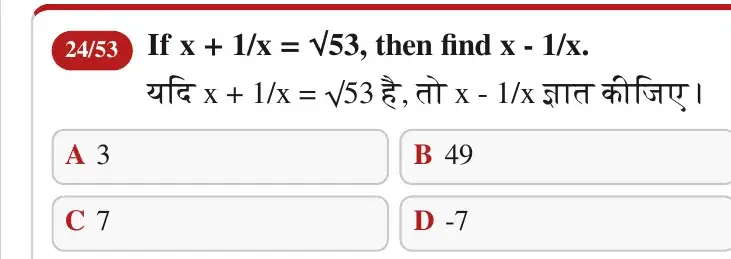 24/53 If x + 1/x = √53, then find x - 1/x.
यदि x + 1/x = √53 है, तो x - 1/x ज्ञात कीजिए।
A 3
B 49
C 7
D -7